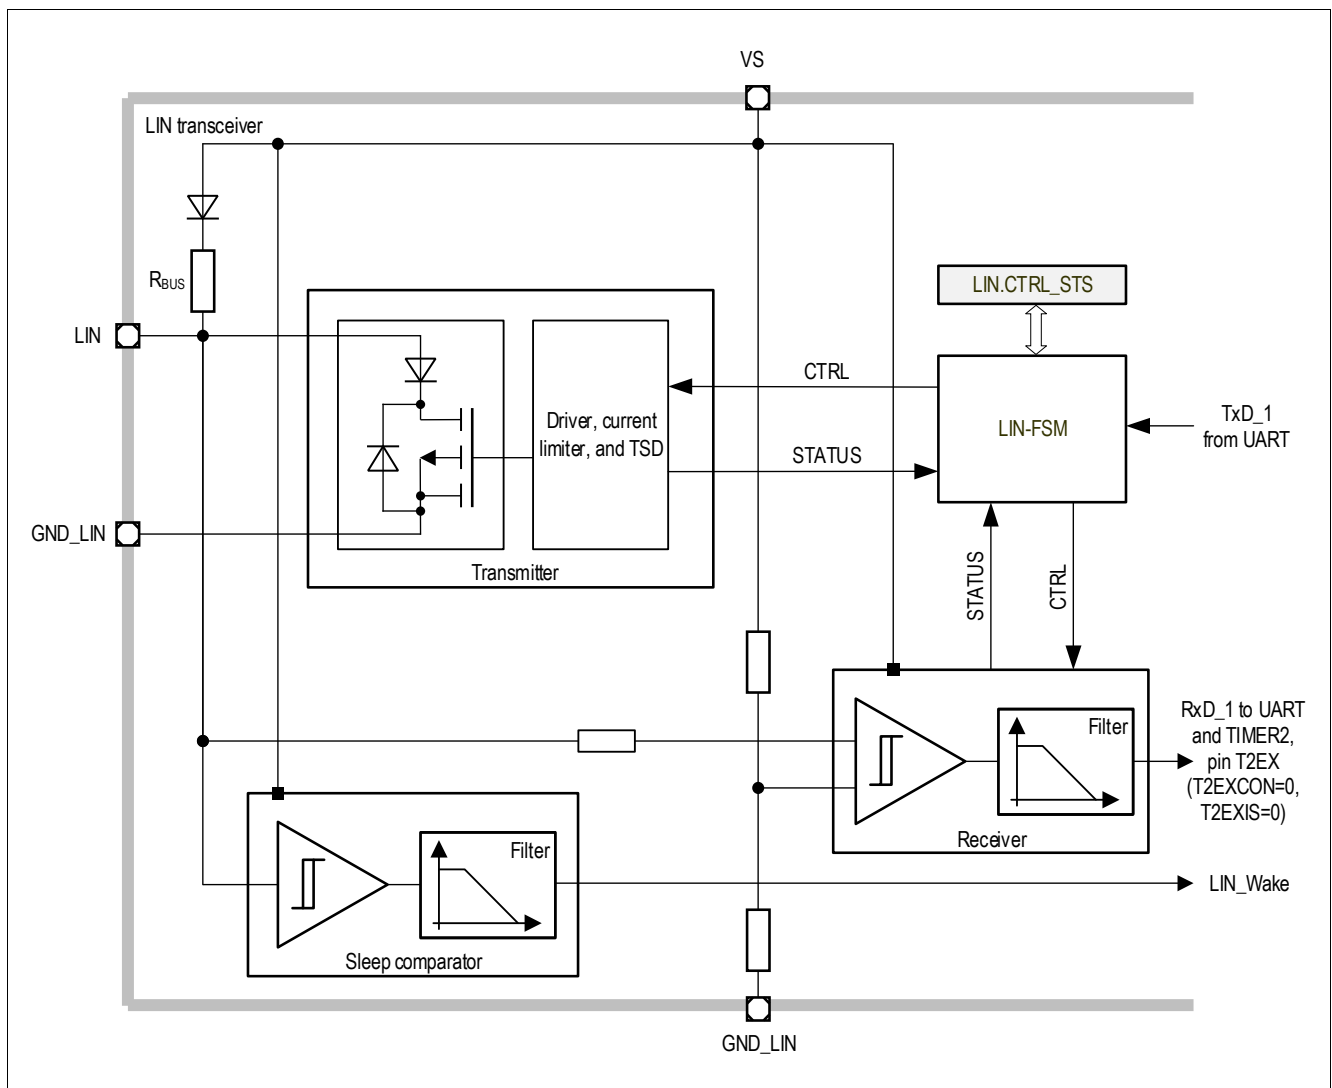 VS
LIN transceiver
RBUS
LIN.CTRL_STS
LIN
CTRL
Driver, current
limiter, and TSD
LIN-FSM
TxD_1
from UART
STATUS
GND_LIN
Transmitter
STATUS
CTRL
RxD_1 to UART
and TIMER2,
pin T2EX
(T2EXCON=0,
T2EXIS=0)
Filter
Receiver
Filter
LIN_Wake
Sleep comparator
GND_LIN